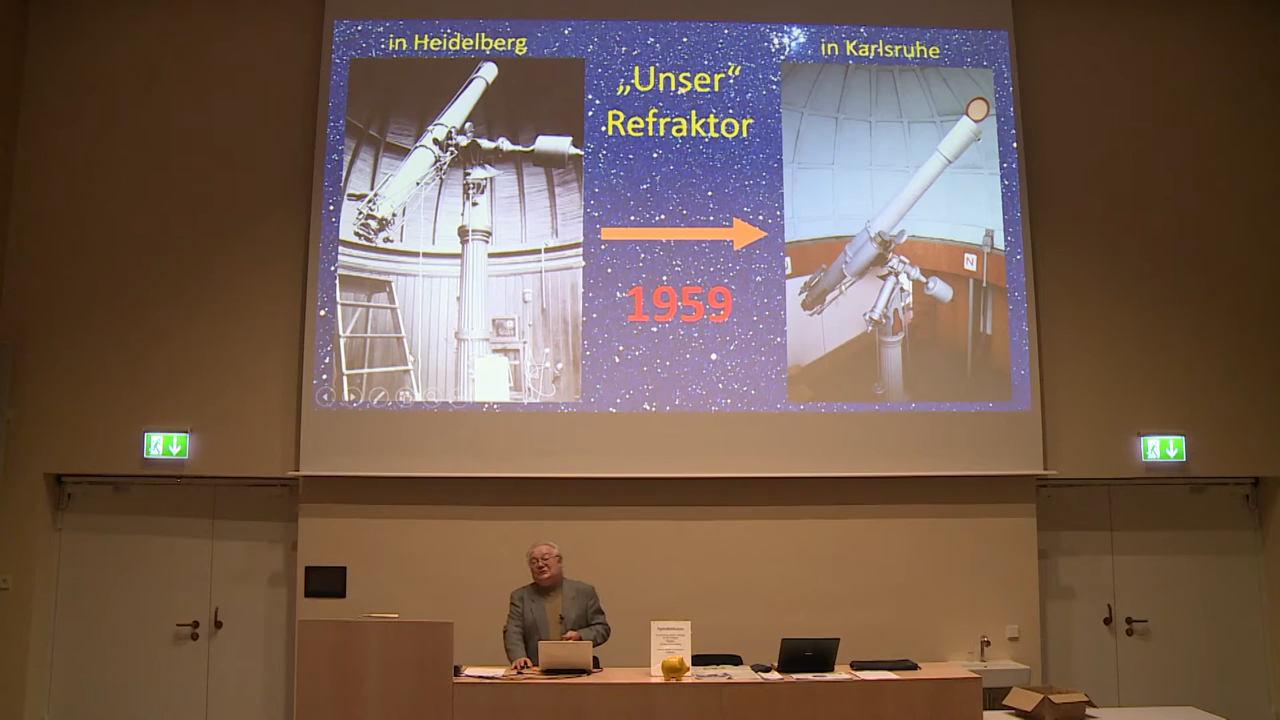 in Heidelberg
„Unser“
Refraktor
1959
in Karlsruhe
N